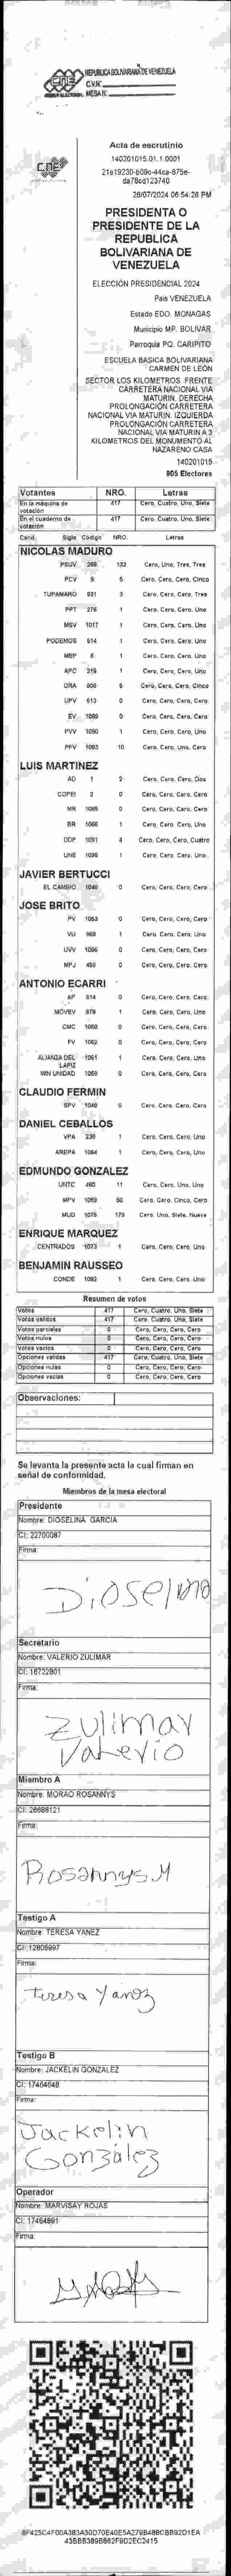 REPUBLICA BOLIVARIANA DE VENEZUELA
C.V.N°:
MESA N°:
CNE
Acta de escrutinio
140201015.01.1.0001
28/07/2024 06:54:28 PM
PRESIDENTA O
PRESIDENTE DE LA
REPUBLICA
BOLIVARIANA DE
VENEZUELA
ELECCIÓN PRESIDENCIAL 2024
Pais VENEZUELA
Estado EDO. MONAGAS
Municipio MP. BOLIVAR
Parroquia PQ. CARIPITO
ESCUELA BASICA BOLIVARIANA
CARMEN DE LEÓN
SECTOR LOS KILOMETROS FRENTE
CARRETERA NACIONAL VIA
MATURIN. DERECHA
PROLONGACIÓN CARRETERA
NACIONAL VIA MATURIN. IZQUIERDA
PROLONGACIÓN CARRETERA
NACIONAL VIA MATURIN A 3
KILOMETROS DEL MONUMENTO AL
NAZARENO CASA
140201015
905 Electores
Votantes NRO. Letras
En la máquina de votación 417 Cero, Cuatro, Uno, Siete
En el cuaderno de votación 417 Cero, Cuatro, Uno, Siete
Cand. Sigla Código NRO. Letras
NICOLAS MADURO
PSUV 269 133 Cero, Uno, Tres, Tres
PCV 9 5 Cero, Cero, Cero, Cinco
TUPAMARO 931 3 Cero, Cero, Cero, Tres
PPT 276 1 Cero, Cero, Cero, Uno
MSV 1017 1 Cero, Cero, Cero, Uno
PODEMOS 514 1 Cero, Cero, Cero, Uno
MEP 6 1 Cero, Cero, Cero, Uno
APC 215 1 Cero, Cero, Cero, Uno
ORA 906 5 Cero, Cero, Cero, Cinco
UPV 613 0 Cero, Cero, Cero, Cero
EV 1089 0 Cero, Cero, Cero, Cero
PVV 1090 1 Cero, Cero, Cero, Uno
PFV 1093 10 Cero, Cero, Uno, Cero
LUIS MARTINEZ
AD 1 2 Cero, Cero, Cero, Dos
COPEI 2 0 Cero, Cero, Cero, Cero
MR 1065 0 Cero, Cero, Cero, Cero
BR 1066 1 Cero, Cero, Cero, Uno
DDP 1091 4 Cero, Cero, Cero, Cuatro
UNE 1095 1 Cero, Cero, Cero, Uno
JAVIER BERTUCCI
EL CAMBIO 1048 0 Cero, Cero, Cero, Cero
JOSE BRITO
PV 1053 0 Cero, Cero, Cero, Cero
VU 968 1 Cero, Cero, Cero, Uno
UVV 1096 0 Cero, Cero, Cero, Cero
MPJ 458 0 Cero, Cero, Cero, Cero
ANTONIO ECARRI
AP 814 0 Cero, Cero, Cero, Cero
MOVEV 878 1 Cero, Cero, Cero, Uno
CMC 1050 0 Cero, Cero, Cero, Cero
FV 1062 0 Cero, Cero, Cero, Cero
ALIANZA DEL LAPIZ 1061 1 Cero, Cero, Cero, Uno
MIN UNIDAD 1059 0 Cero, Cero, Cero, Cero
CLAUDIO FERMIN
SPV 1049 0 Cero, Cero, Cero, Cero
DANIEL CEBALLOS
VPA 236 1 Cero, Cero, Cero, Uno
AREPA 1094 1 Cero, Cero, Cero, Uno
EDMUNDO GONZALEZ
UNTC 460 11 Cero, Cero, Uno, Uno
MPV 1069 50 Cero, Cero, Cinco, Cero
MUD 1078 179 Cero, Uno, Siete, Nueve
ENRIQUE MARQUEZ
CENTRADOS 1073 1 Cero, Cero, Cero, Uno
BENJAMIN RAUSSEO
CONDE 1092 1 Cero, Cero, Cero, Uno
Resumen de votos
Votos 417 Cero, Cuatro, Uno, Siete
Votos validos 417 Cero, Cuatro, Uno, Siete
Votos parciales 0 Cero, Cero, Cero, Cero
Votos nulos 0 Cero, Cero, Cero, Cero
Votos vacios 0 Cero, Cero, Cero, Cero
Opciones validas 417 Cero, Cuatro, Uno, Siete
Opciones nulas 0 Cero, Cero, Cero, Cero
Opciones vacias 0 Cero, Cero, Cero, Cero
Observaciones:
Se levanta la presente acta la cual firman en
señal de conformidad.
Miembros de la mesa electoral
Presidente
Nombre: DIOSELINA GARCIA
CI: 22700087
Firma:
Dioselina
Secretario
Nombre: VALERIO ZULIMAR
CI: 16722801
Firma:
Zulimar
Valerio
Miembro A
Nombre: MORAO ROSANNYS
CI: 26688121
Firma:
Rosannys M
Testigo A
Nombre: TERESA YANEZ
CI: 12805997
Firma:
Teresa Yanez
Testigo B
Nombre: JACKELIN GONZALEZ
CI: 17464648
Firma:
Jackelin
González
Operador
Nombre: MARVISAY ROJAS
CI: 17464891
Firma: